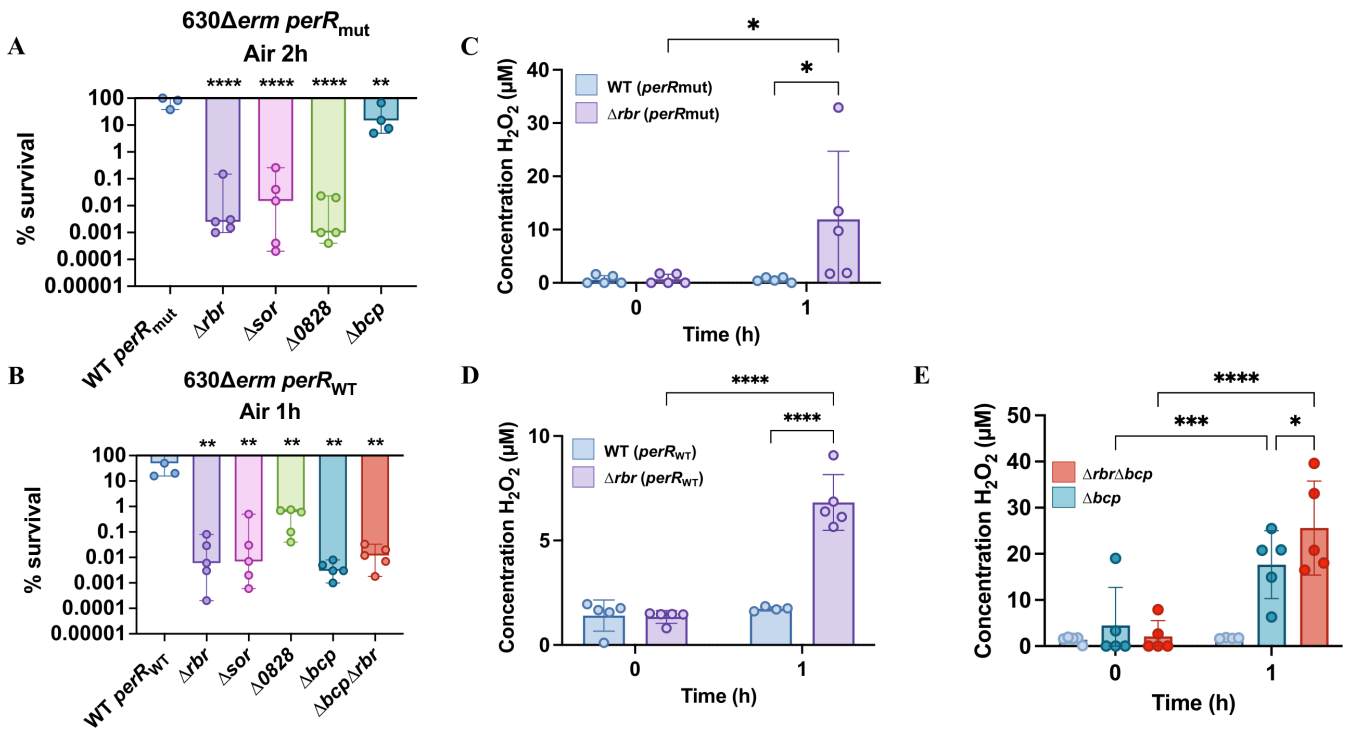 A
630Δerm perRmut
Air 2h
**** **** **** **
% survival
100
10
1
0.1
0.01
0.001
0.0001
0.00001
WT perRmut
Δrbr
Δsor
Δ0828
Δbcp
B
630Δerm perRWT
Air 1h
** ** ** ** **
% survival
100
10
1
0.1
0.01
0.001
0.0001
0.00001
WT perRWT
Δrbr
Δsor
Δ0828
Δbcp
ΔbcpΔrbr
C
*
*
WT (perRmut)
Δrbr (perRmut)
Concentration H2O2 (μM)
40
30
20
10
0
0 1
Time (h)
D
****
****
WT (perRWT)
Δrbr (perRWT)
Concentration H2O2 (μM)
10
5
0
0 1
Time (h)
E
****
*** *
ΔrbrΔbcp
Δbcp
Concentration H2O2 (μM)
50
40
30
20
10
0
0 1
Time (h)